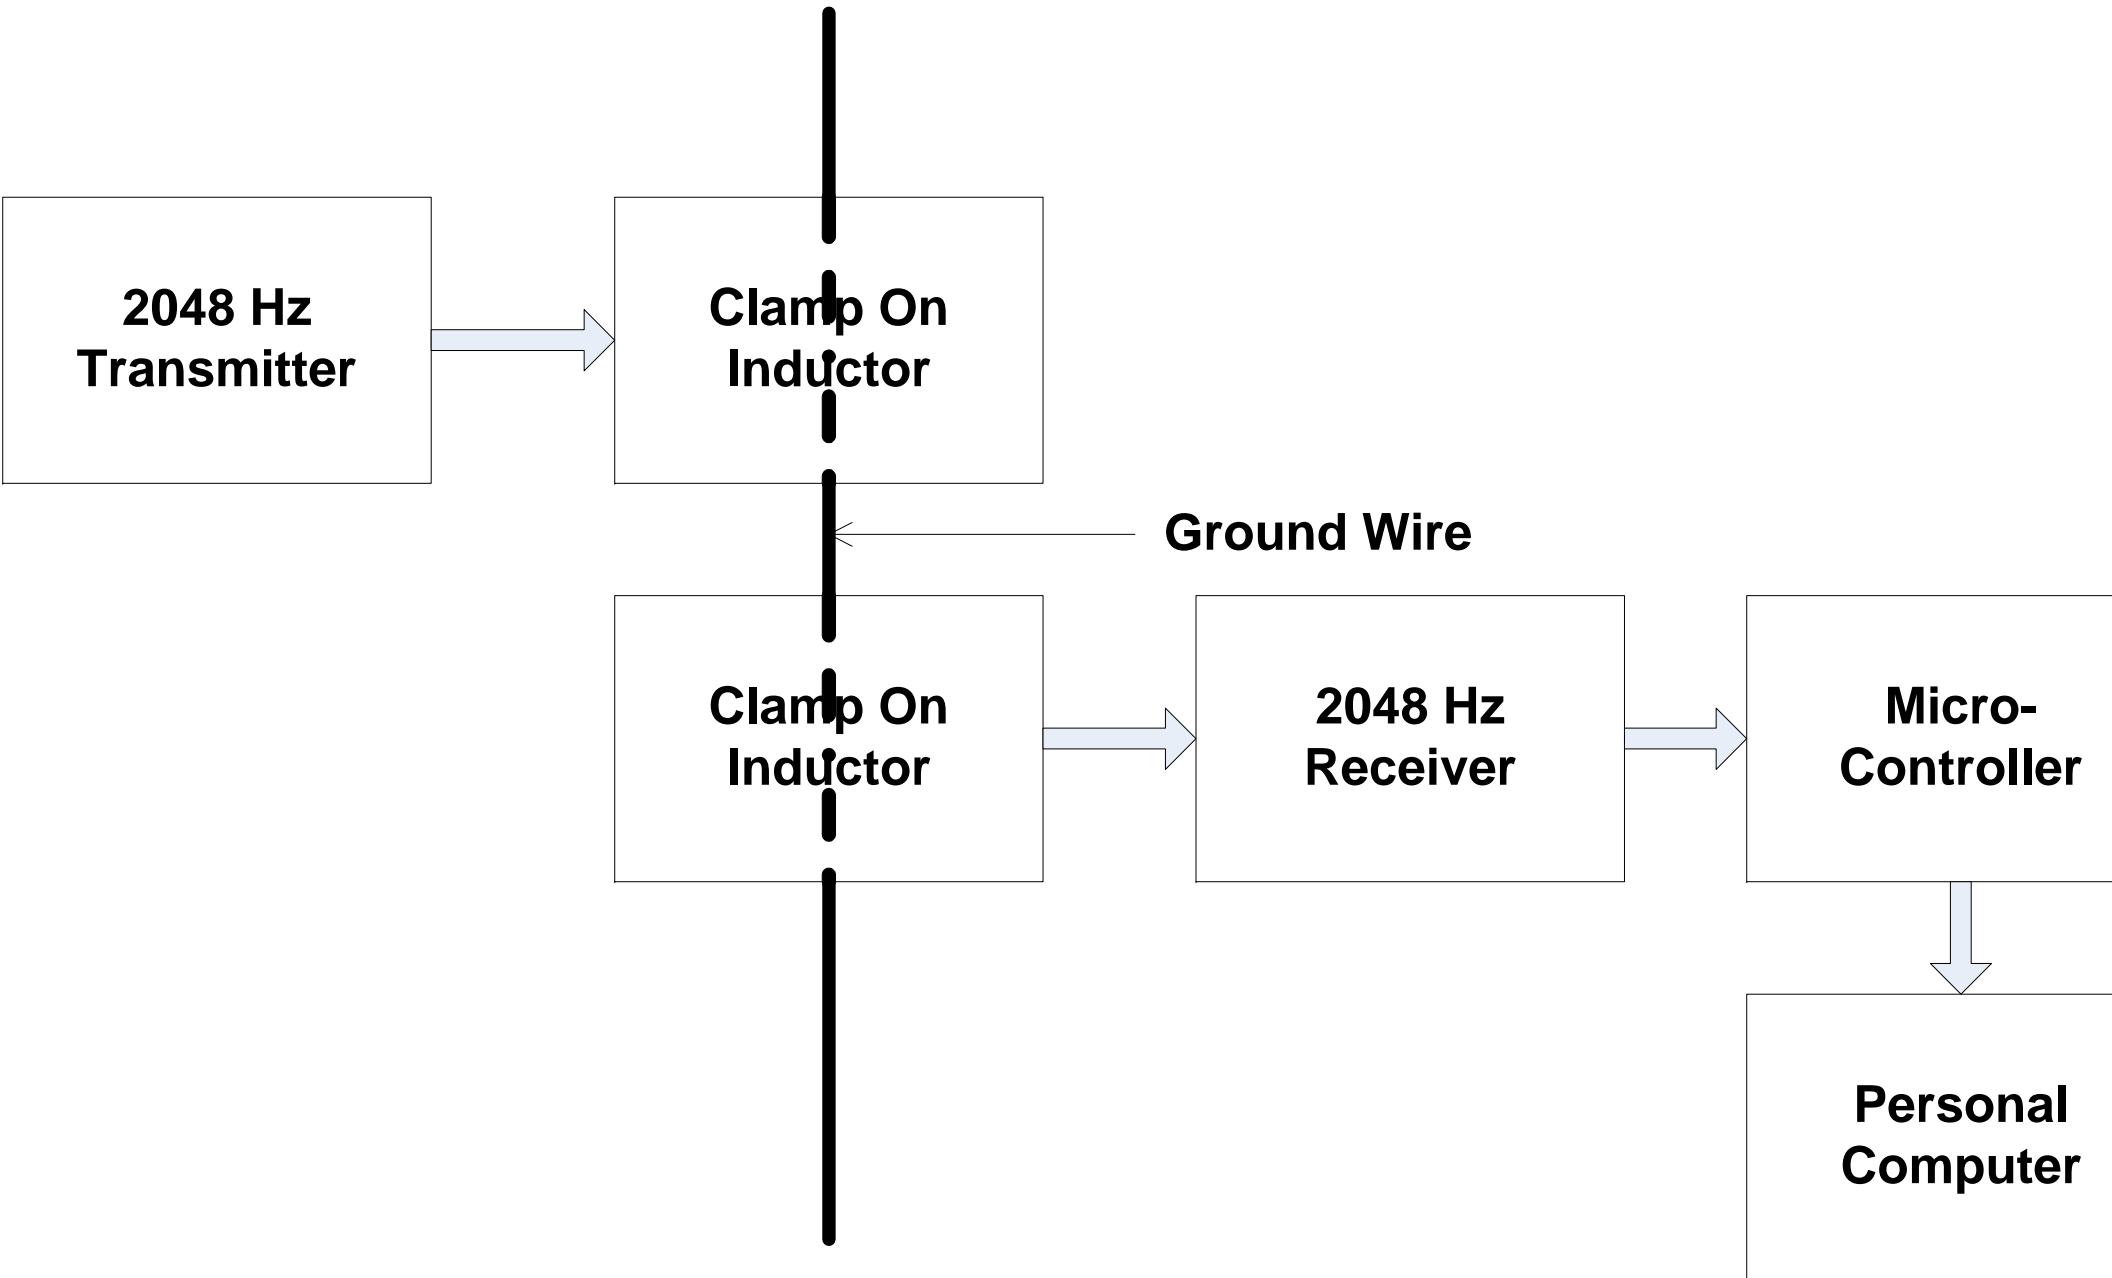 2048 Hz
Transmitter
Clamp On
Inductor
Ground Wire
Clamp On
Inductor
2048 Hz
Receiver
Micro-
Controller
Personal
Computer